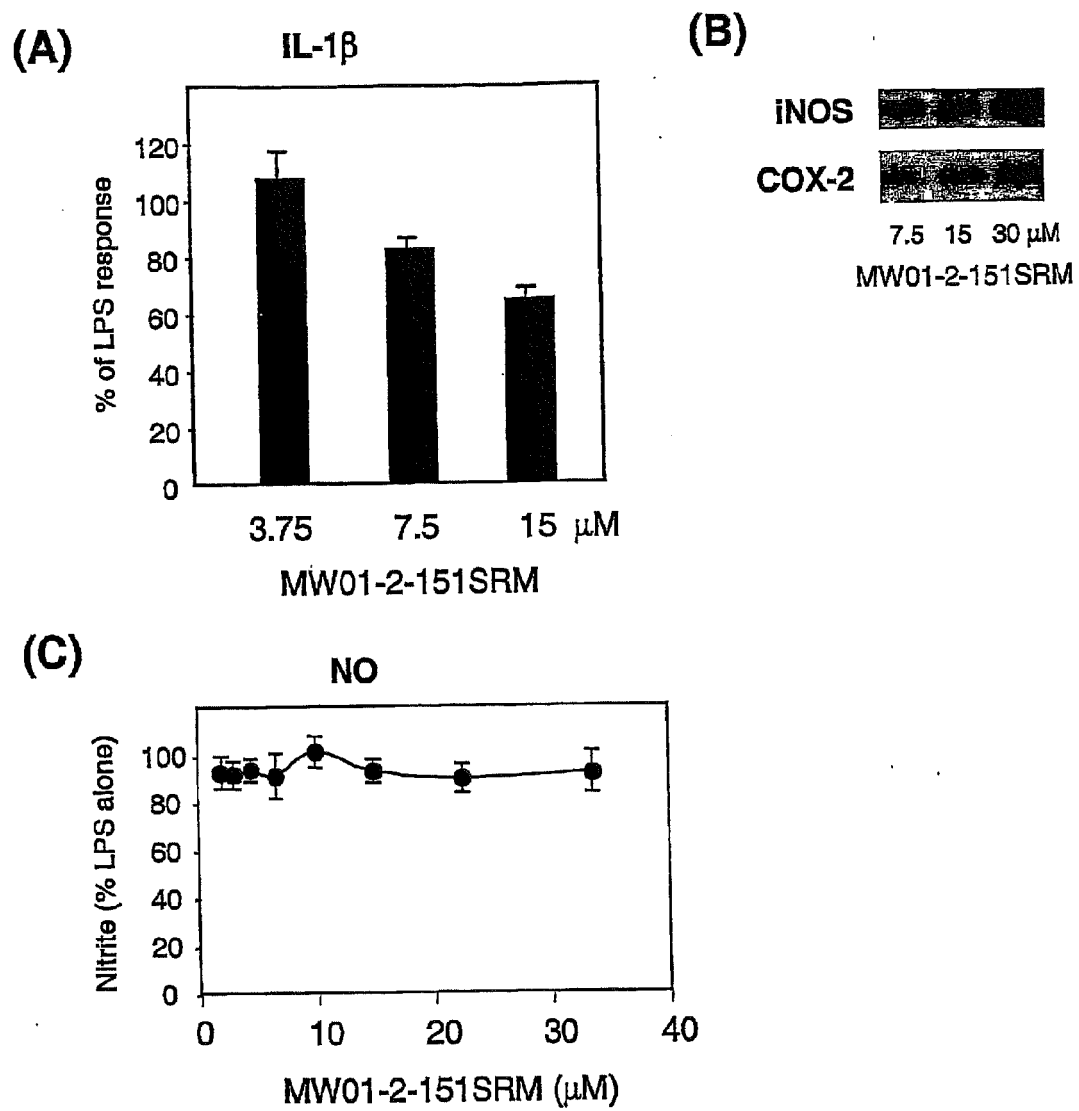 (A)
IL-1β
120
100
80
60
40
20
0
% of LPS response
3.75 7.5 15 μM
MW01-2-151SRM
(B)
iNOS
COX-2
7.5 15 30 μM
MW01-2-151SRM
(C)
NO
100
80
60
40
20
0
Nitrite (% LPS alone)
0 10 20 30 40
MW01-2-151SRM (μM)